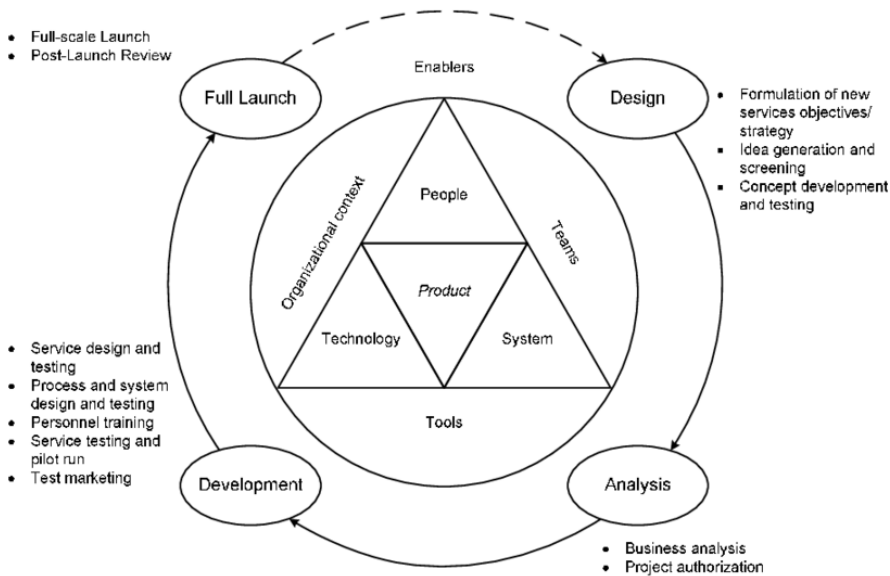 • Full-scale Launch
• Post-Launch Review
Enablers
Full Launch
Design
• Formulation of new
services objectives/
strategy
▪ Idea generation and
screening
▪ Concept development
and testing
People
Organizational context
Teams
Product
Technology
System
Tools
• Service design and
testing
• Process and system
design and testing
• Personnel training
• Service testing and
pilot run
• Test marketing
Development
Analysis
• Business analysis
• Project authorization